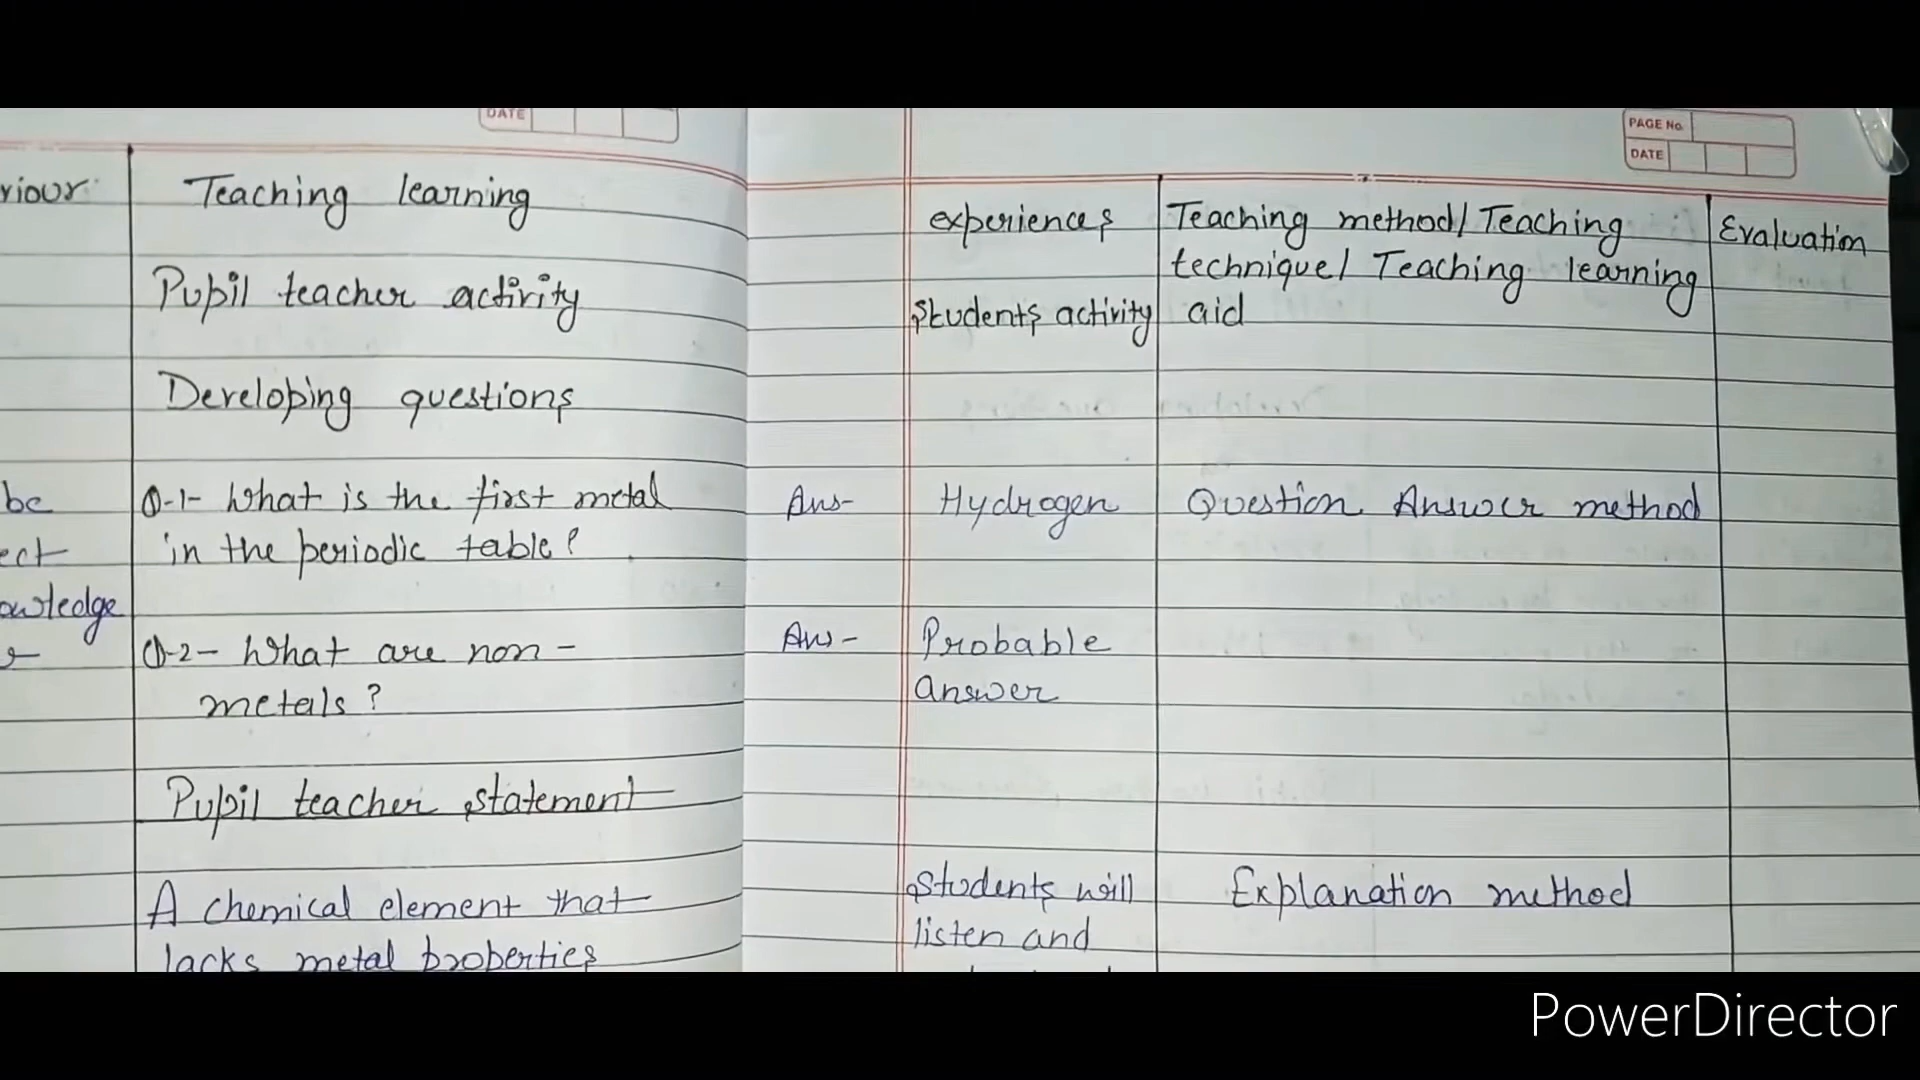 DATE
PAGE No.
DATE
riour
Teaching learning
experiences
Teaching method/Teaching
Evaluation
technique/ Teaching learning
Pupil teacher activity
students activity
aid
Developing questions
be
Q-1- What is the first metal
Ans-
Hydrogen
Question Answer method
ect
in the periodic table?
owledge
Q-2- What are non-
Ans-
Probable
metals?
answer
Pupil teacher statement
A chemical element that
students will
Explanation method
lacks metal properties
listen and
PowerDirector